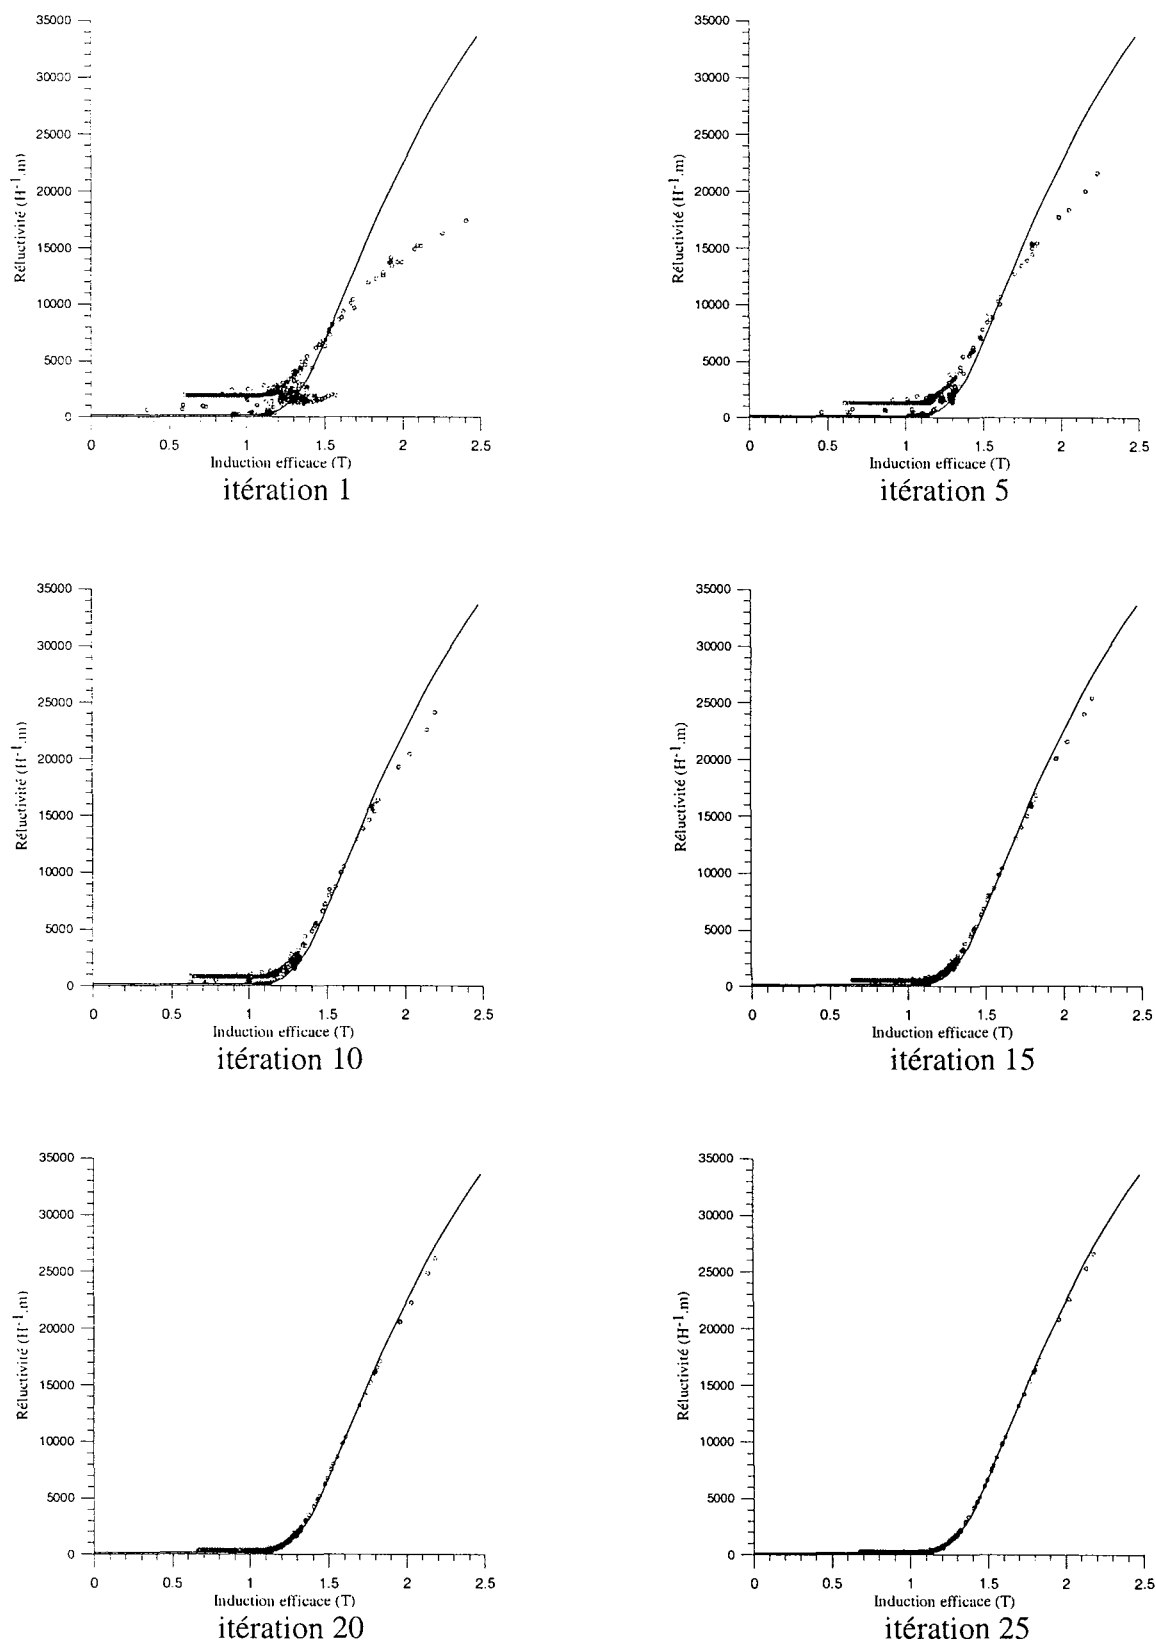 35000
30000
25000
20000
15000
10000
5000
0
Réluctivité (H⁻¹.m)
0 0.5 1 1.5 2 2.5
Induction efficace (T)
itération 1
35000
30000
25000
20000
15000
10000
5000
0
Réluctivité (H⁻¹.m)
0 0.5 1 1.5 2 2.5
Induction efficace (T)
itération 5
35000
30000
25000
20000
15000
10000
5000
0
Réluctivité (H⁻¹.m)
0 0.5 1 1.5 2 2.5
Induction efficace (T)
itération 10
35000
30000
25000
20000
15000
10000
5000
0
Réluctivité (H⁻¹.m)
0 0.5 1 1.5 2 2.5
Induction efficace (T)
itération 15
35000
30000
25000
20000
15000
10000
5000
0
Réluctivité (H⁻¹.m)
0 0.5 1 1.5 2 2.5
Induction efficace (T)
itération 20
35000
30000
25000
20000
15000
10000
5000
0
Réluctivité (H⁻¹.m)
0 0.5 1 1.5 2 2.5
Induction efficace (T)
itération 25